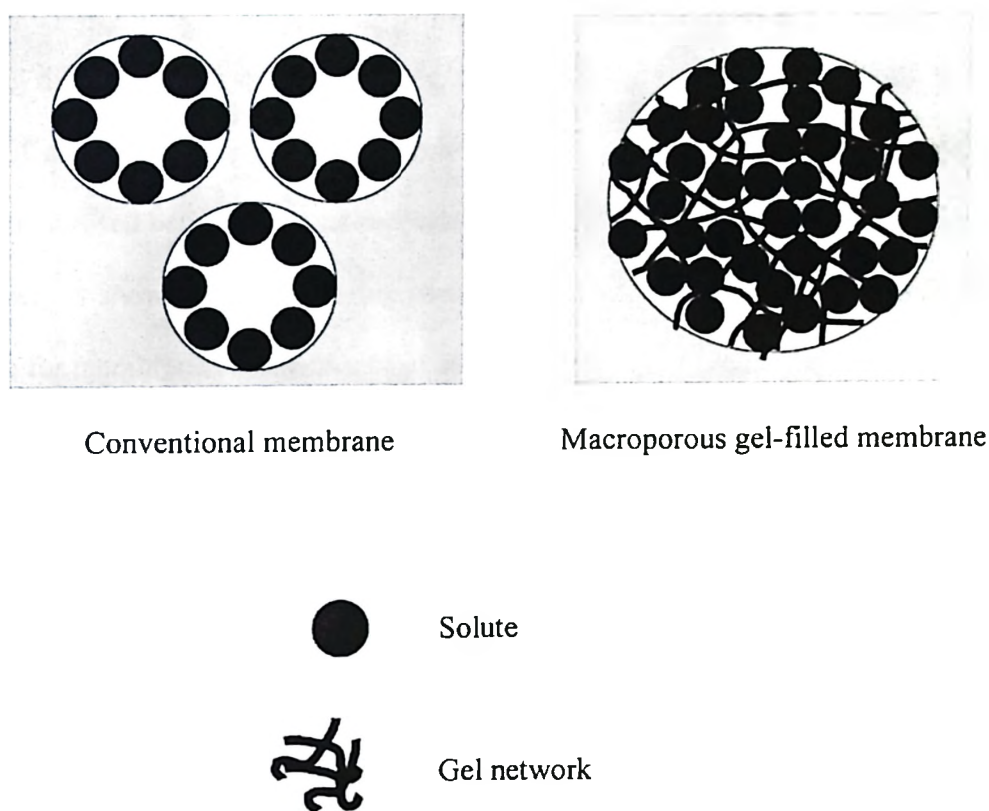 Conventional membrane
Macroporous gel-filled membrane
Solute
Gel network